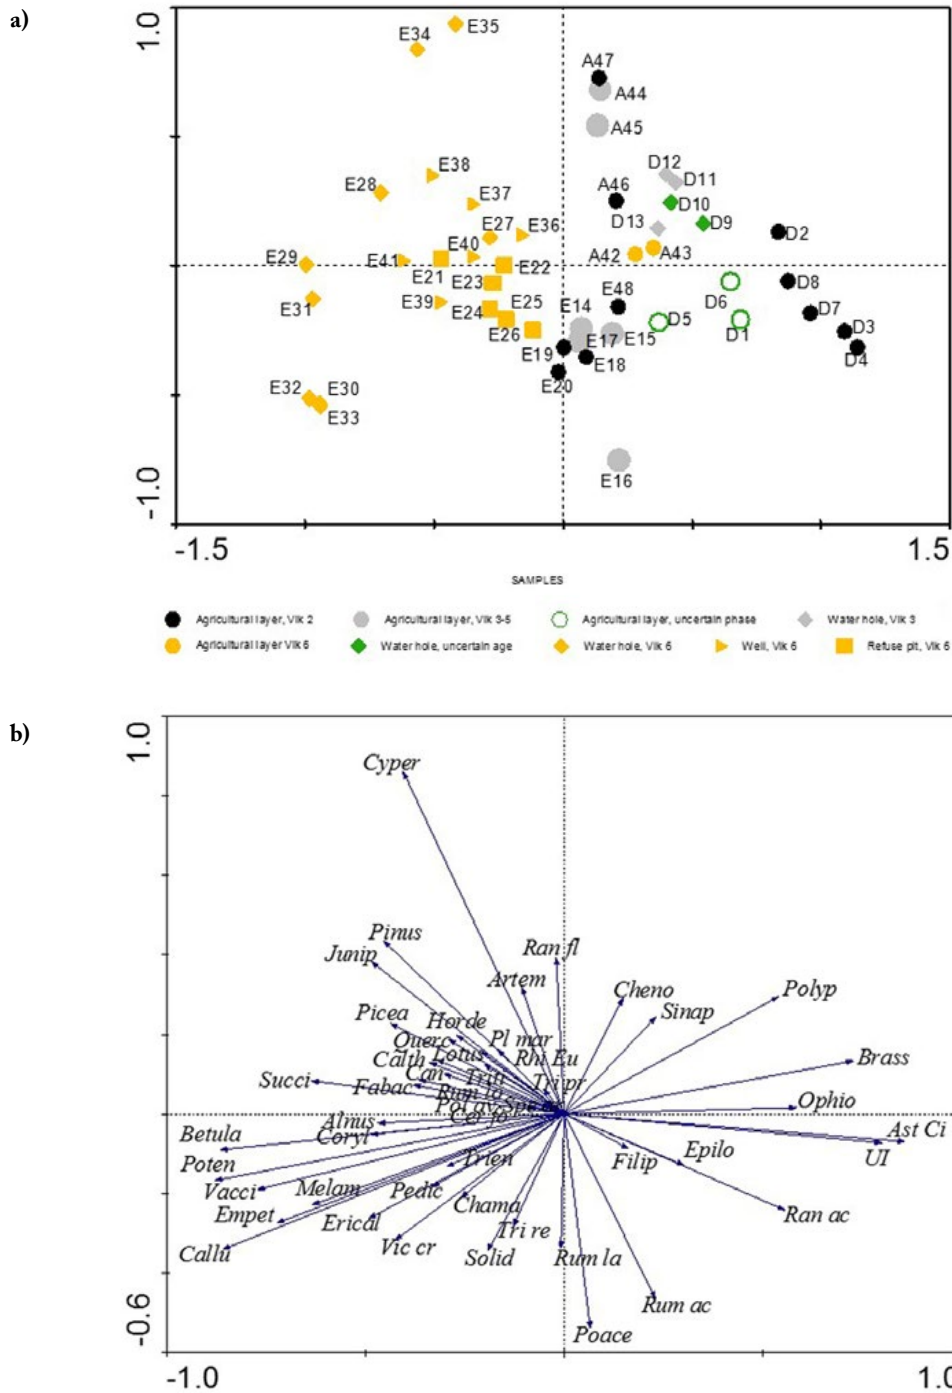 a)
1.0
E34 E35
A47
A44
A45
E38
E28
E37
D12
D11
A46
D10
D13
D9
D2
E27
E36
E40
E29
E41
E21
E22
A42
A43
E23
D8
E31
E39
E24
E25
E48
D6
D7
E14
D5
D1
D3
E26
E17
E15
E19
E18
D4
E20
E32 E30
E33
E16
-1.0
-1.5 1.5
SAMPLES
Agricultural layer, Vik 2 Agricultural layer, Vik 3-5 Agricultural layer, uncertain phase Water hole, Vik 3
Agricultural layer Vik 6 Water hole, uncertain age Water hole, Vik 6 Well, Vik 6 Refuse pit, Vik 6
b)
1.0
Cyper
Pinus
Junip
Ran fl
Artem
Cheno
Polyp
Sinap
Picea
Horde
Querc
Pl mar
Calth Lotus Rhi Eu
Brass
Can
Succi
Fabac
Tri pr
Ophio
Alnus
Coryl
Betula
Ast Ci
UI
Poten
Trien
Filip
Epilo
Vacci
Melam
Pedic
Empet
Erical
Chama
Ran ac
Callu
Vic cr
Tri re
Solid
Rum la
Rum ac
Poace
-0.6
-1.0 1.0